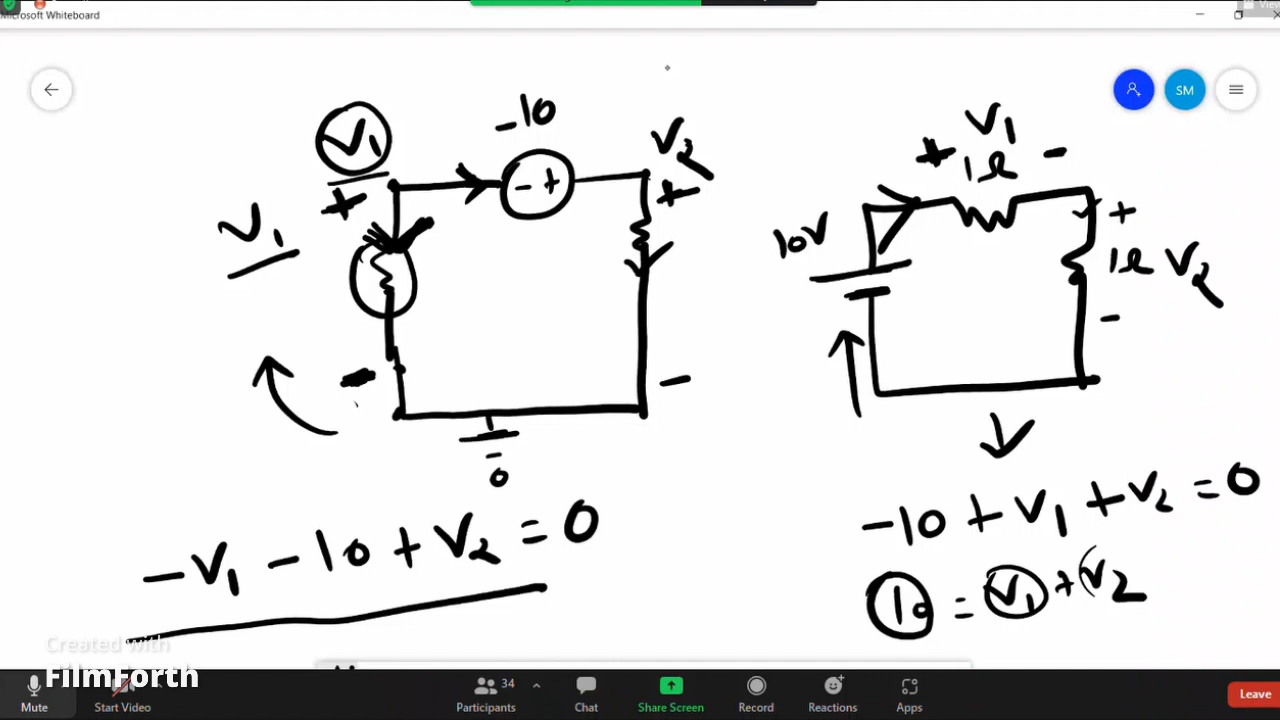 Microsoft Whiteboard
View
SM
V1
-10
V2
- +
+
+
V1
-
-
0
-V1 - 10 + V2 = 0
V1
+ 1Ω -
10V
+
1Ω V2
-
-10 + V1 + V2 = 0
10 = V1 + V2
Created with
FilmForth
34
Mute
Start Video
Participants
Chat
Share Screen
Record
Reactions
Apps
Leave